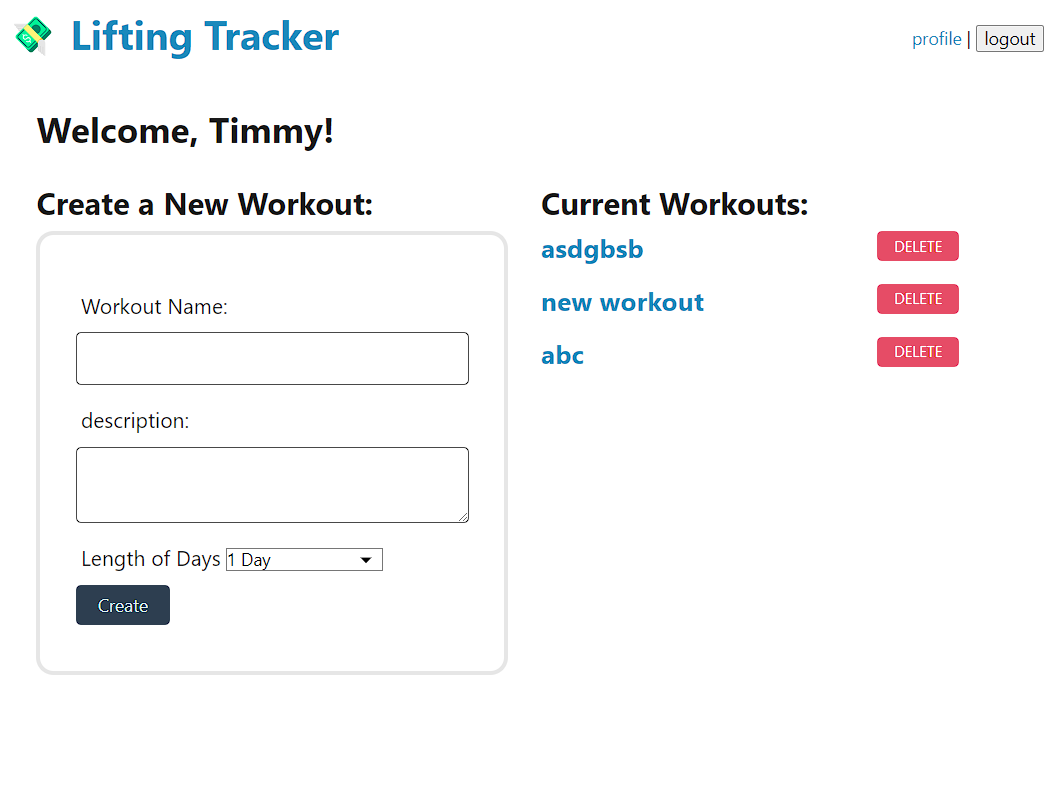 Lifting Tracker
profile | logout
Welcome, Timmy!
Create a New Workout:
Workout Name:
description:
Length of Days 1 Day
Create
Current Workouts:
asdgbsb DELETE
new workout DELETE
abc DELETE